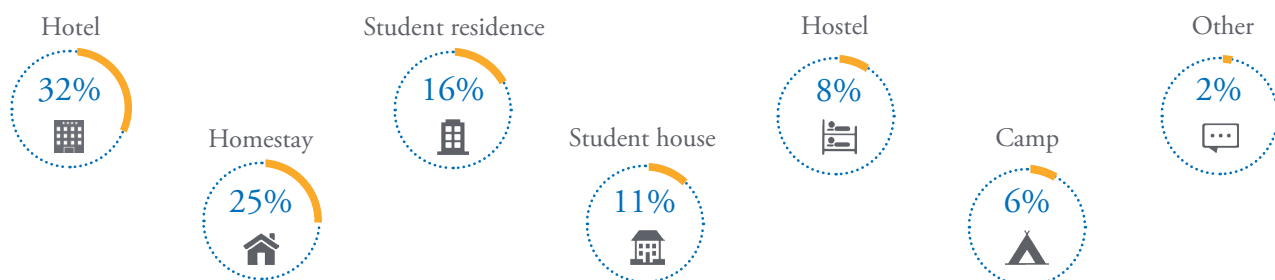 Hotel
32%
Homestay
25%
Student residence
16%
Student house
11%
Hostel
8%
Camp
6%
Other
2%